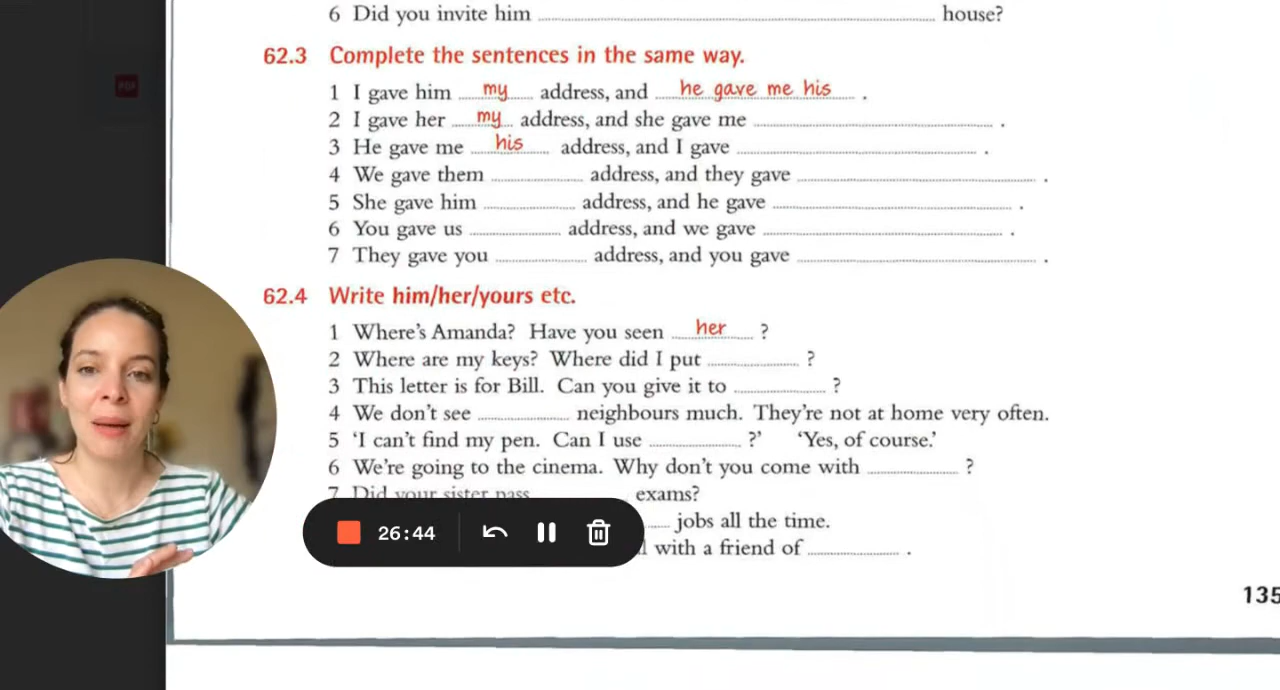 6 Did you invite him ............ house?
62.3 Complete the sentences in the same way.
1 I gave him my address, and he gave me his .
2 I gave her my address, and she gave me ............ .
3 He gave me his address, and I gave ............ .
4 We gave them ............ address, and they gave ............ .
5 She gave him ............ address, and he gave ............ .
6 You gave us ............ address, and we gave ............ .
7 They gave you ............ address, and you gave ............ .
62.4 Write him/her/yours etc.
1 Where's Amanda? Have you seen her ?
2 Where are my keys? Where did I put ............ ?
3 This letter is for Bill. Can you give it to ............ ?
4 We don't see ............ neighbours much. They're not at home very often.
5 'I can't find my pen. Can I use ............ ?' 'Yes, of course.'
6 We're going to the cinema. Why don't you come with ............ ?
7 Did your sister pass exams?
jobs all the time.
with a friend of ............ .
26:44
135